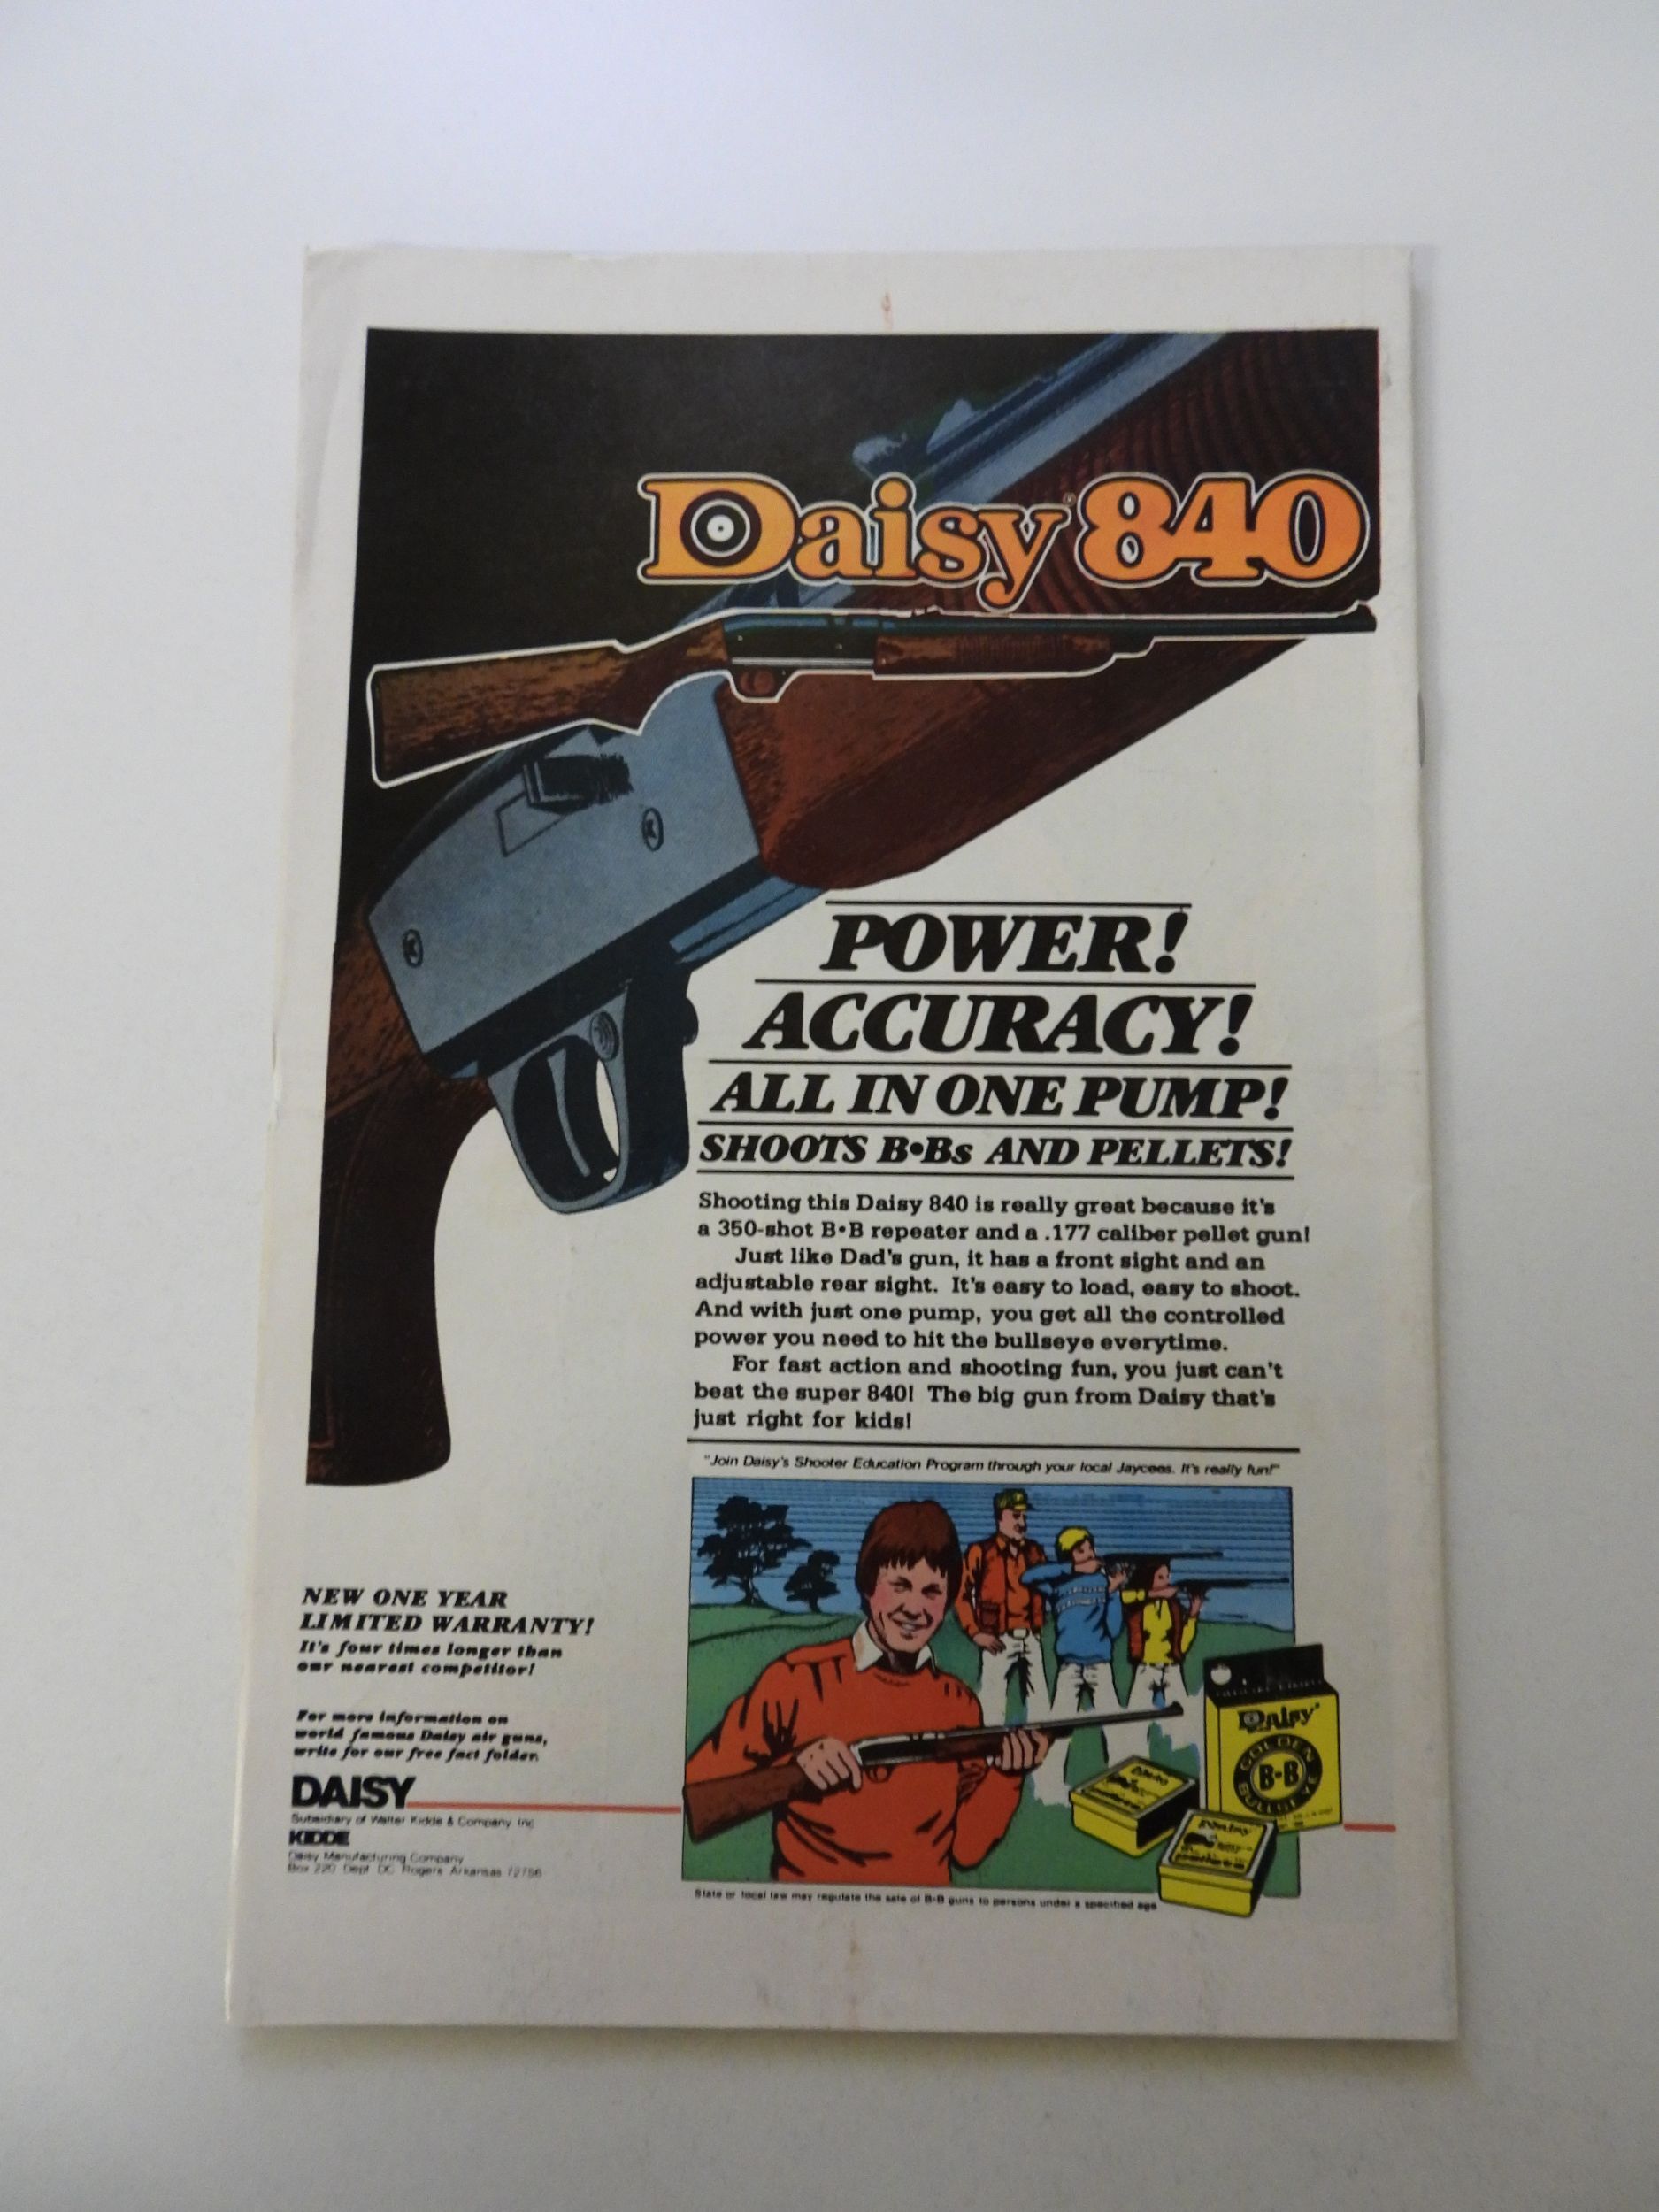 Daisy® 840
POWER!
ACCURACY!
ALL IN ONE PUMP!
SHOOTS B•Bs AND PELLETS!
Shooting this Daisy 840 is really great because it's
a 350-shot B•B repeater and a .177 caliber pellet gun!
Just like Dad's gun, it has a front sight and an
adjustable rear sight. It's easy to load, easy to shoot.
And with just one pump, you get all the controlled
power you need to hit the bullseye everytime.
For fast action and shooting fun, you just can't
beat the super 840! The big gun from Daisy that's
just right for kids!
"Join Daisy's Shooter Education Program through your local Jaycees. It's really fun!"
NEW ONE YEAR
LIMITED WARRANTY!
It's four times longer than
our nearest competitor!
For more information on
world famous Daisy air guns,
write for our free fact folder.
DAISY
Subsidiary of Walter Kidde & Company, Inc.
KIDDE
Daisy Manufacturing Company
Box 220 Dept. DC Rogers, Arkansas 72756
Daisy®
GOLDEN
B•B
BULLSEYE
Daisy
pellets
State or local law may regulate the sale of B•B guns to persons under a specified age